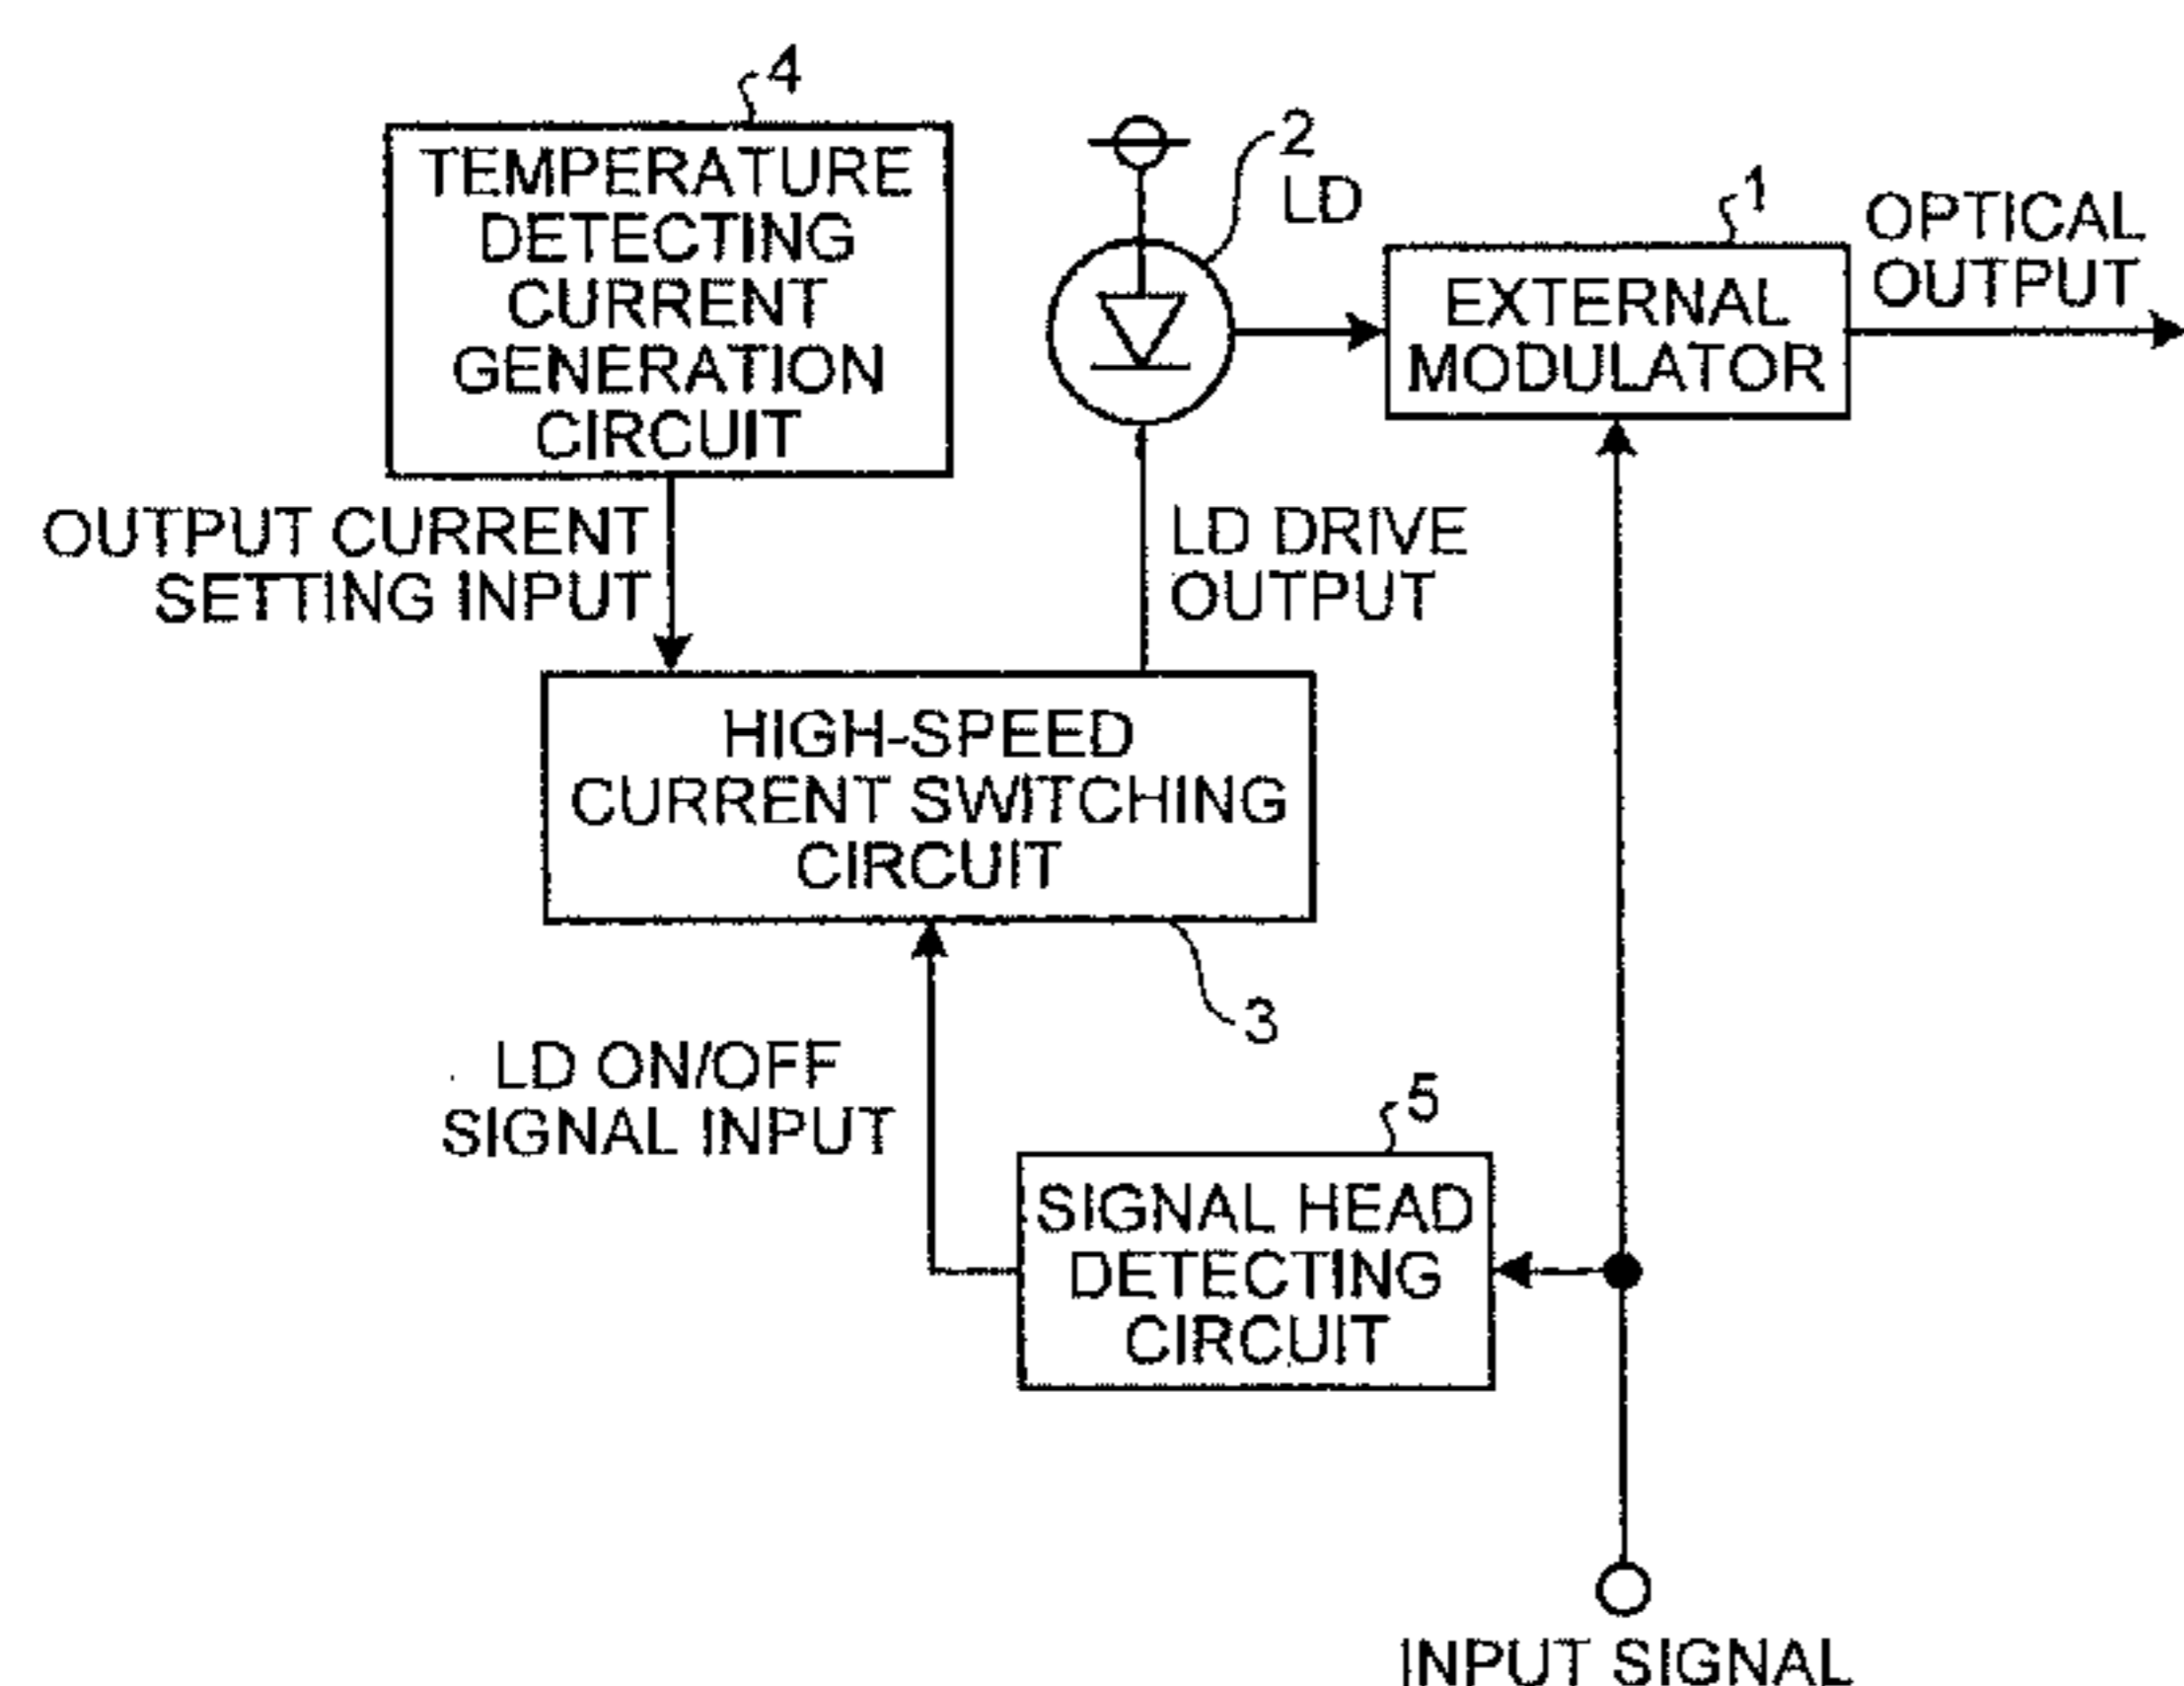 4
TEMPERATURE
DETECTING
CURRENT
GENERATION
CIRCUIT
2
LD
1
EXTERNAL
MODULATOR
OPTICAL
OUTPUT
OUTPUT CURRENT
SETTING INPUT
LD DRIVE
OUTPUT
HIGH-SPEED
CURRENT SWITCHING
CIRCUIT
3
LD ON/OFF
SIGNAL INPUT
5
SIGNAL HEAD
DETECTING
CIRCUIT
INPUT SIGNAL